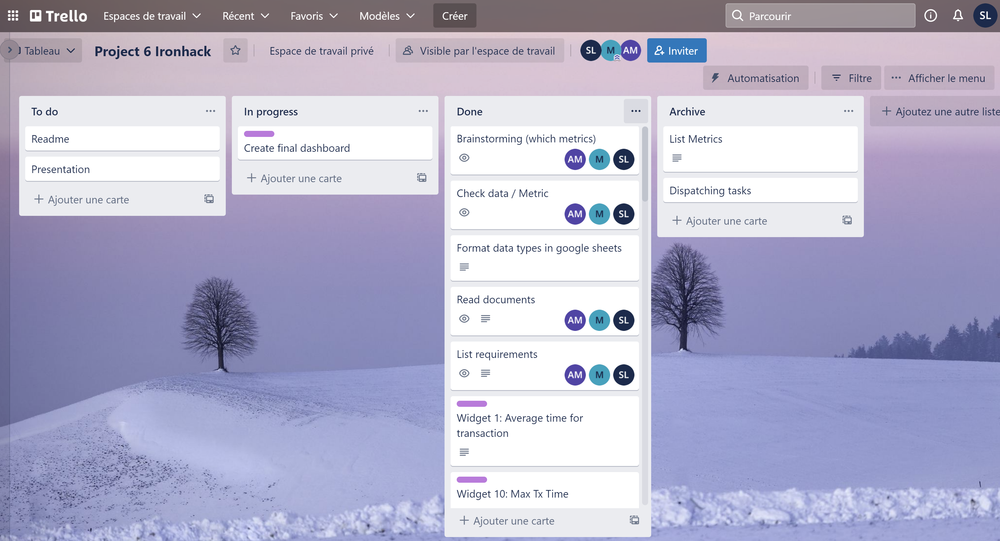 Trello Espaces de travail Récent Favoris Modèles Créer Parcourir SL
Tableau Project 6 Ironhack Espace de travail privé Visible par l'espace de travail SL M AM Inviter
Automatisation Filtre Afficher le menu
To do
Readme
Presentation
Ajouter une carte
In progress
Create final dashboard
Ajouter une carte
Done
Brainstorming (which metrics)
AM M SL
Check data / Metric
AM M SL
Format data types in google sheets
Read documents
AM M SL
List requirements
AM M SL
Widget 1: Average time for
transaction
Widget 10: Max Tx Time
Ajouter une carte
Archive
List Metrics
Dispatching tasks
Ajouter une carte
Ajoutez une autre liste